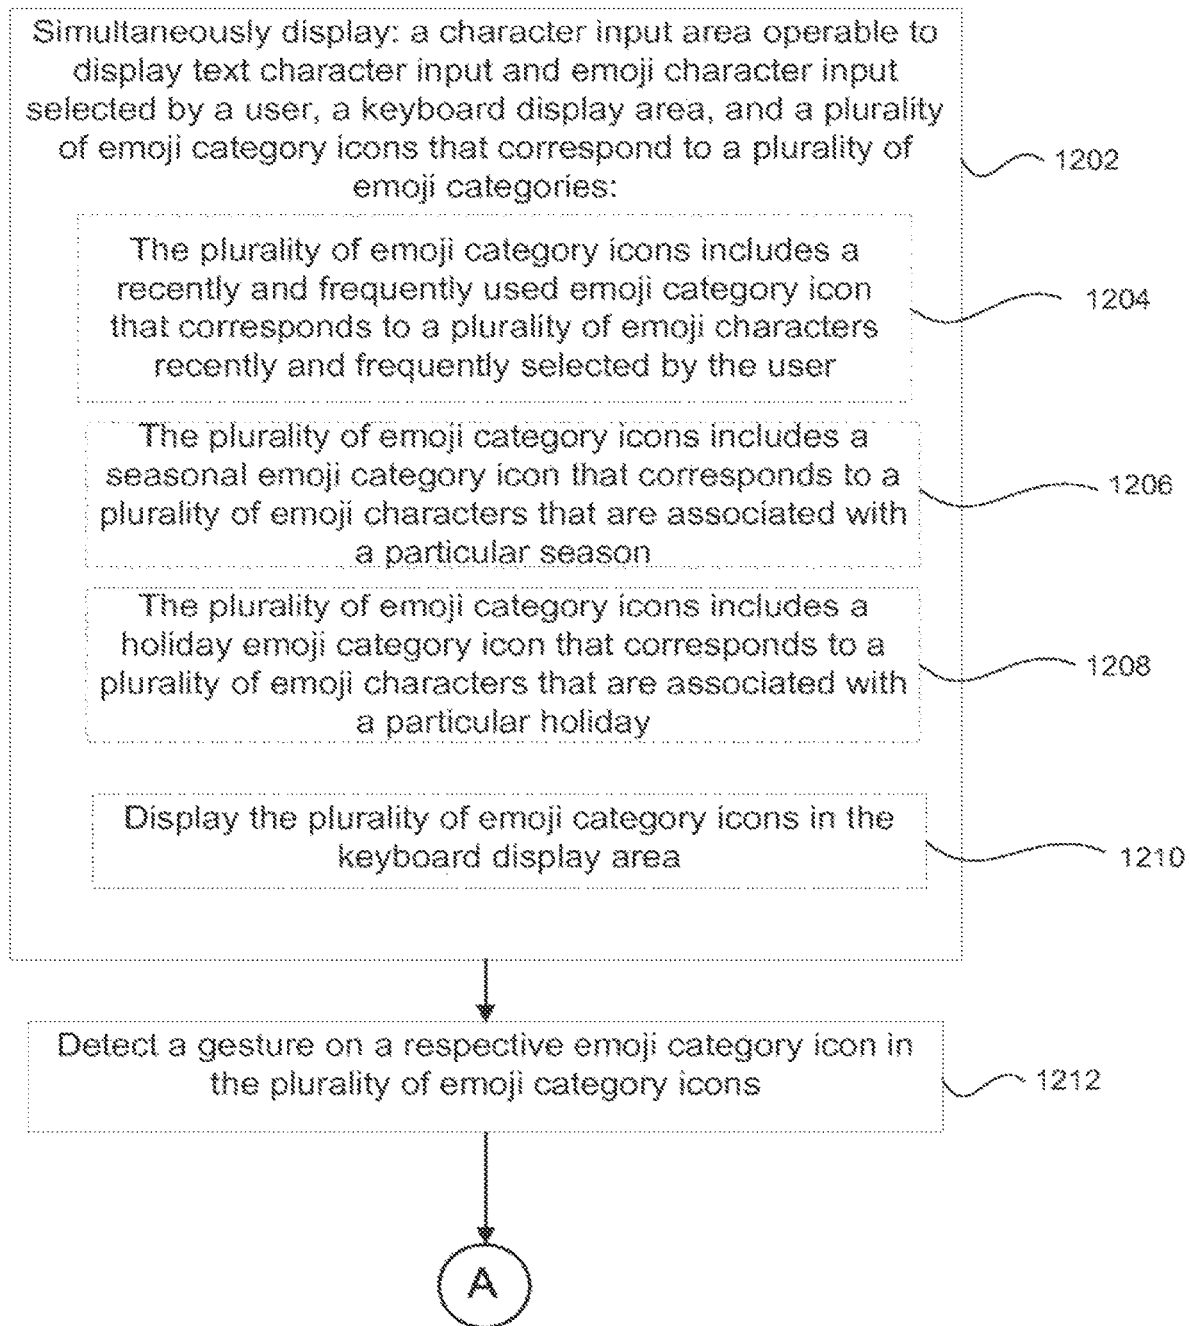 Simultaneously display: a character input area operable to
display text character input and emoji character input
selected by a user, a keyboard display area, and a plurality
of emoji category icons that correspond to a plurality of
emoji categories:
1202
The plurality of emoji category icons includes a
recently and frequently used emoji category icon
that corresponds to a plurality of emoji characters
recently and frequently selected by the user
1204
The plurality of emoji category icons includes a
seasonal emoji category icon that corresponds to a
plurality of emoji characters that are associated with
a particular season
1206
The plurality of emoji category icons includes a
holiday emoji category icon that corresponds to a
plurality of emoji characters that are associated with
a particular holiday
1208
Display the plurality of emoji category icons in the
keyboard display area
1210
Detect a gesture on a respective emoji category icon in
the plurality of emoji category icons
1212
A